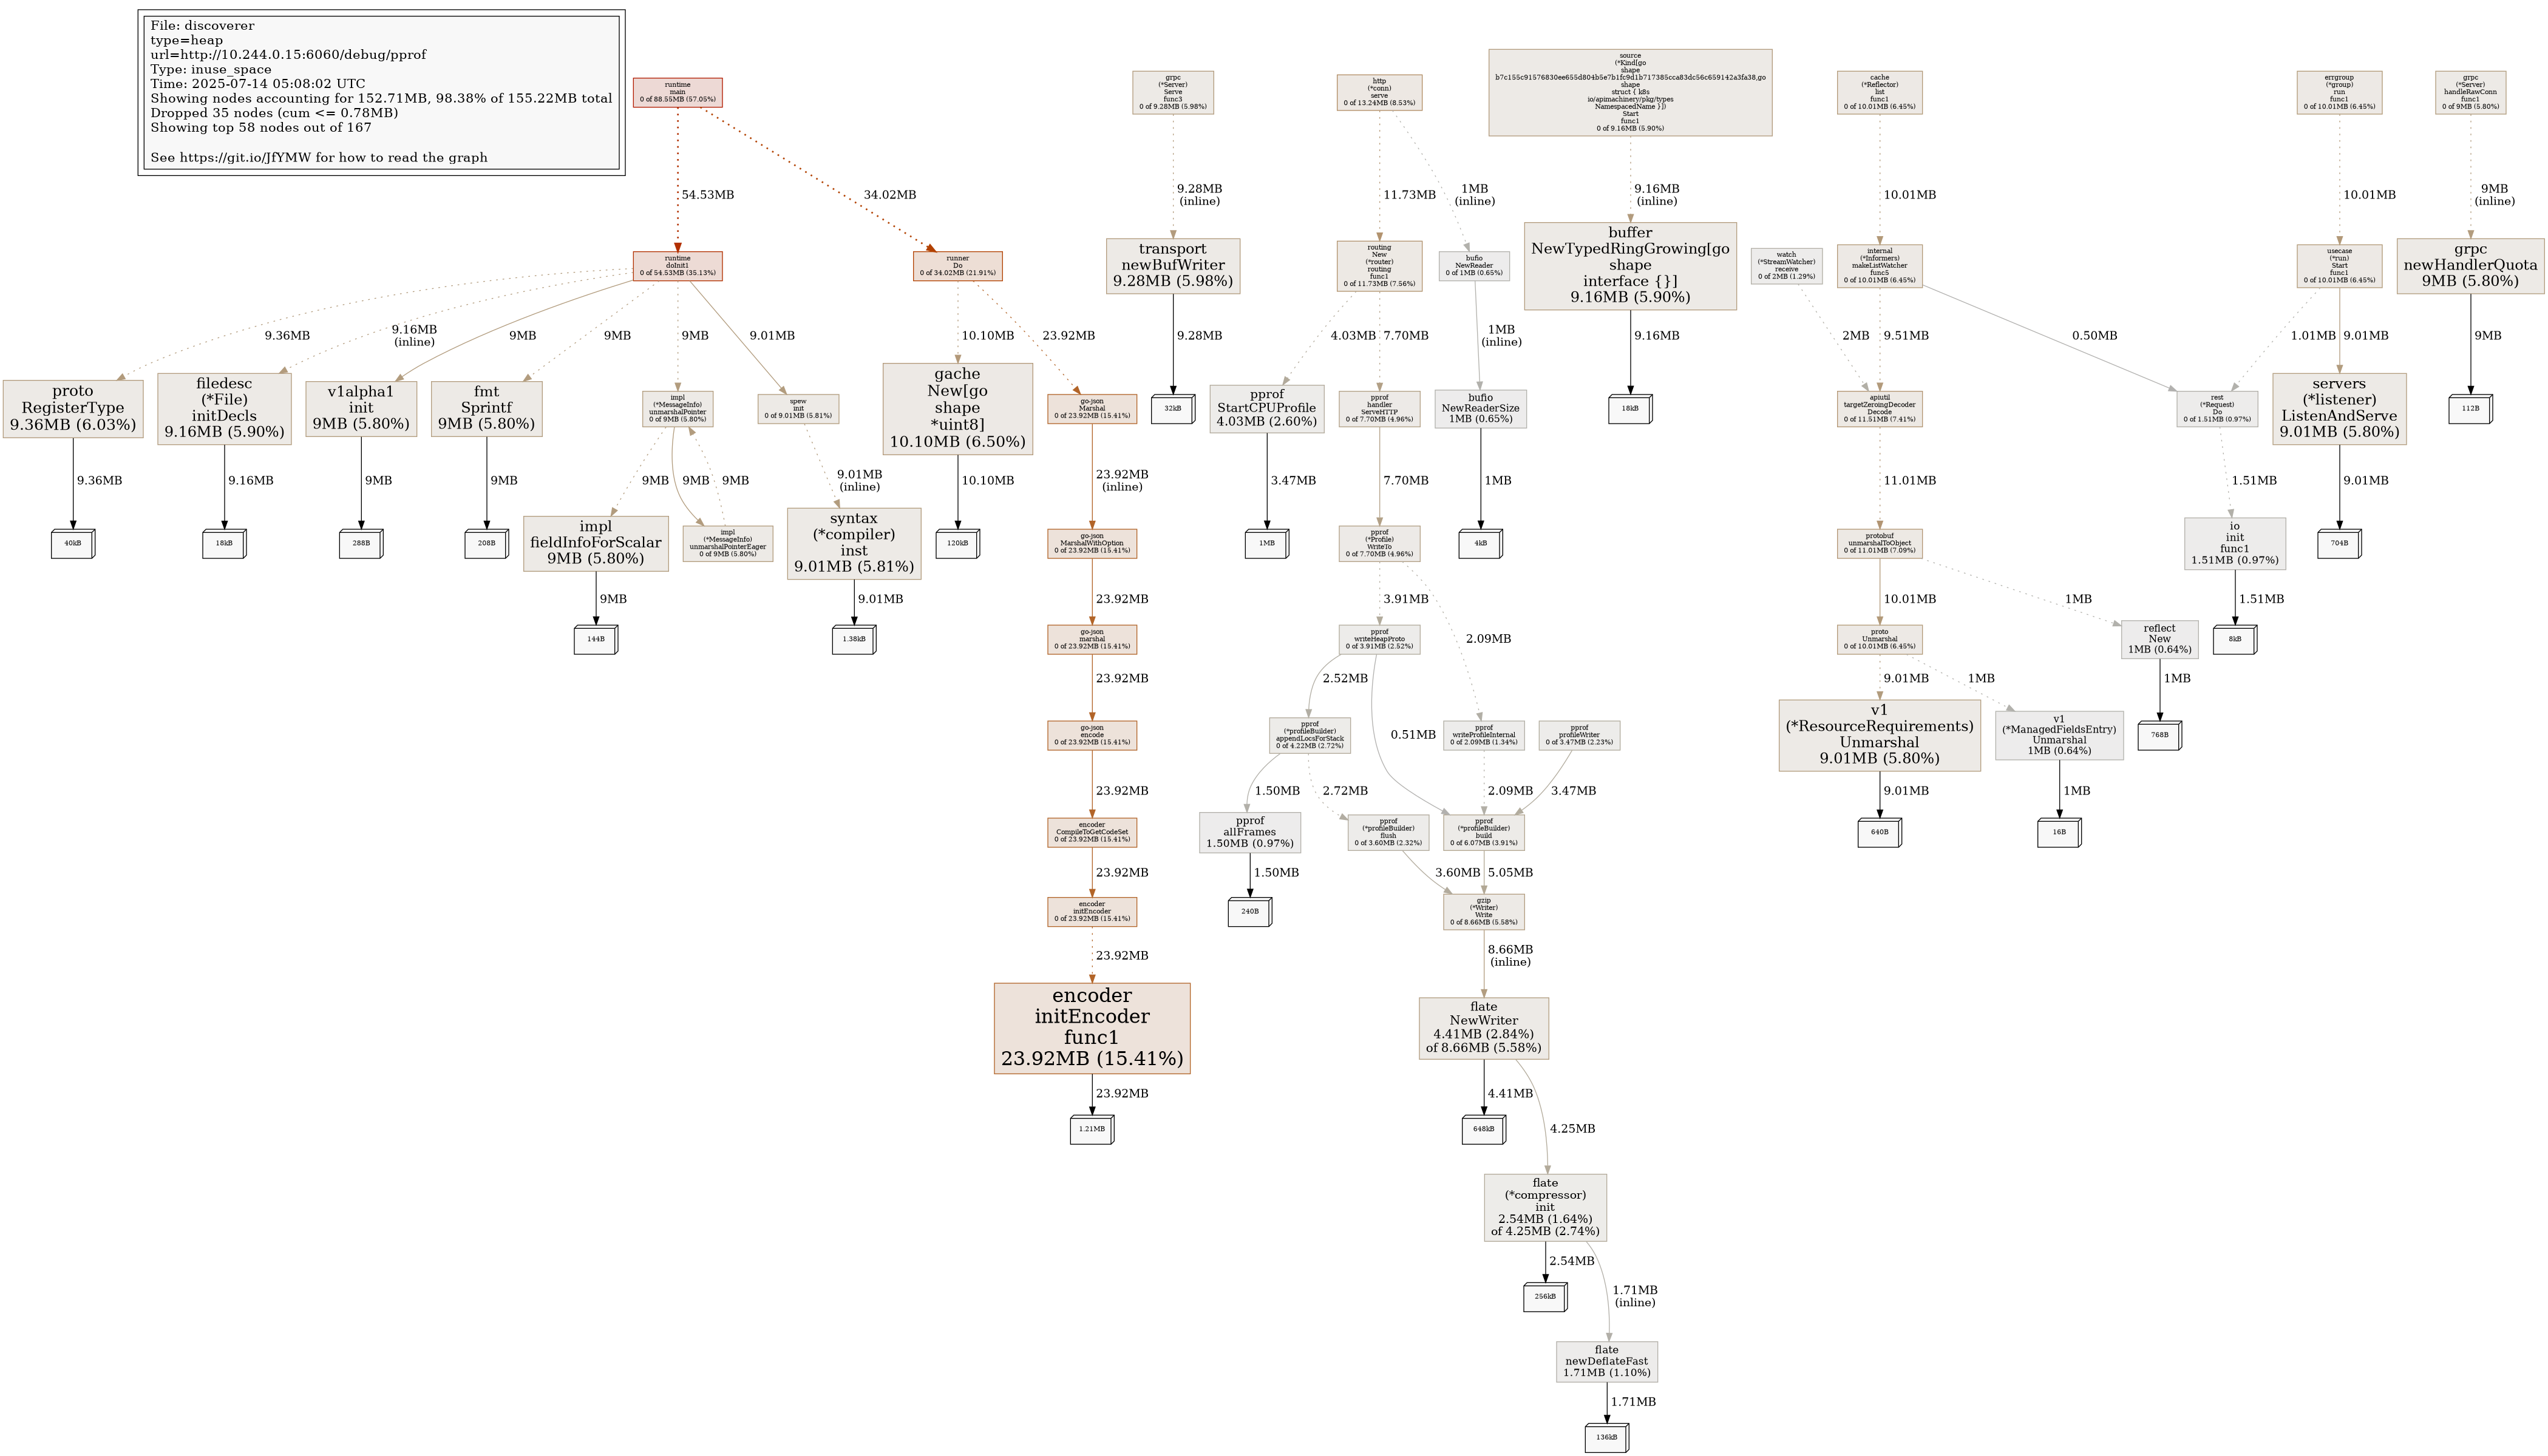 File: discoverer
type=heap
url=http://10.244.0.15:6060/debug/pprof
Type: inuse_space
Time: 2025-07-14 05:08:02 UTC
Showing nodes accounting for 152.71MB, 98.38% of 155.22MB total
Dropped 35 nodes (cum <= 0.78MB)
Showing top 58 nodes out of 167
See https://git.io/JfYMW for how to read the graph
runtime
main
0 of 88.55MB (57.05%)
grpc
(*Server)
Serve
func3
0 of 9.28MB (5.98%)
http
(*conn)
serve
0 of 13.24MB (8.53%)
source
(*Kind[go
shape
b7c155c91576830ee655d804b5e7b1fc9d1b717385cca83dc56c659142a3fa38,go
shape
struct { k8s
io/apimachinery/pkg/types
NamespacedName }])
Start
func1
0 of 9.16MB (5.90%)
cache
(*Reflector)
list
func1
0 of 10.01MB (6.45%)
errgroup
(*group)
run
func1
0 of 10.01MB (6.45%)
grpc
(*Server)
handleRawConn
func1
0 of 9MB (5.80%)
54.53MB
34.02MB
9.28MB
(inline)
11.73MB
1MB
(inline)
9.16MB
(inline)
10.01MB
10.01MB
9MB
(inline)
runtime
doInit1
0 of 54.53MB (35.13%)
runner
Do
0 of 34.02MB (21.91%)
transport
newBufWriter
9.28MB (5.98%)
routing
New
(*router)
routing
func1
0 of 11.73MB (7.56%)
bufio
NewReader
0 of 1MB (0.65%)
buffer
NewTypedRingGrowing[go
shape
interface {}]
9.16MB (5.90%)
watch
(*StreamWatcher)
receive
0 of 2MB (1.29%)
internal
(*Informers)
makeListWatcher
func5
0 of 10.01MB (6.45%)
usecase
(*run)
Start
func1
0 of 10.01MB (6.45%)
grpc
newHandlerQuota
9MB (5.80%)
9.36MB
9.16MB
(inline)
9MB
9MB
9MB
9.01MB
10.10MB
23.92MB
9.28MB
4.03MB
7.70MB
1MB
(inline)
9.16MB
2MB
9.51MB
0.50MB
1.01MB
9.01MB
9MB
proto
RegisterType
9.36MB (6.03%)
filedesc
(*File)
initDecls
9.16MB (5.90%)
v1alpha1
init
9MB (5.80%)
fmt
Sprintf
9MB (5.80%)
impl
(*MessageInfo)
unmarshalPointer
0 of 9MB (5.80%)
spew
init
0 of 9.01MB (5.81%)
gache
New[go
shape
*uint8]
10.10MB (6.50%)
go-json
Marshal
0 of 23.92MB (15.41%)
32kB
pprof
StartCPUProfile
4.03MB (2.60%)
pprof
handler
ServeHTTP
0 of 7.70MB (4.96%)
bufio
NewReaderSize
1MB (0.65%)
18kB
apiutil
targetZeroingDecoder
Decode
0 of 11.51MB (7.41%)
rest
(*Request)
Do
0 of 1.51MB (0.97%)
servers
(*listener)
ListenAndServe
9.01MB (5.80%)
112B
9.36MB
9.16MB
9MB
9MB
9MB
9MB
9MB
9.01MB
(inline)
10.10MB
23.92MB
(inline)
3.47MB
7.70MB
1MB
11.01MB
1.51MB
9.01MB
40kB
18kB
288B
208B
impl
fieldInfoForScalar
9MB (5.80%)
impl
(*MessageInfo)
unmarshalPointerEager
0 of 9MB (5.80%)
syntax
(*compiler)
inst
9.01MB (5.81%)
120kB
go-json
MarshalWithOption
0 of 23.92MB (15.41%)
1MB
pprof
(*Profile)
WriteTo
0 of 7.70MB (4.96%)
4kB
protobuf
unmarshalToObject
0 of 11.01MB (7.09%)
io
init
func1
1.51MB (0.97%)
704B
9MB
9.01MB
23.92MB
3.91MB
2.09MB
10.01MB
1MB
1.51MB
144B
1.38kB
go-json
marshal
0 of 23.92MB (15.41%)
pprof
writeHeapProto
0 of 3.91MB (2.52%)
proto
Unmarshal
0 of 10.01MB (6.45%)
reflect
New
1MB (0.64%)
8kB
23.92MB
2.52MB
0.51MB
9.01MB
1MB
1MB
go-json
encode
0 of 23.92MB (15.41%)
pprof
(*profileBuilder)
appendLocsForStack
0 of 4.22MB (2.72%)
pprof
writeProfileInternal
0 of 2.09MB (1.34%)
pprof
profileWriter
0 of 3.47MB (2.23%)
v1
(*ResourceRequirements)
Unmarshal
9.01MB (5.80%)
v1
(*ManagedFieldsEntry)
Unmarshal
1MB (0.64%)
768B
23.92MB
1.50MB
2.72MB
2.09MB
3.47MB
9.01MB
1MB
encoder
CompileToGetCodeSet
0 of 23.92MB (15.41%)
pprof
allFrames
1.50MB (0.97%)
pprof
(*profileBuilder)
flush
0 of 3.60MB (2.32%)
pprof
(*profileBuilder)
build
0 of 6.07MB (3.91%)
640B
16B
23.92MB
1.50MB
3.60MB
5.05MB
encoder
initEncoder
0 of 23.92MB (15.41%)
240B
gzip
(*Writer)
Write
0 of 8.66MB (5.58%)
23.92MB
8.66MB
(inline)
encoder
initEncoder
func1
23.92MB (15.41%)
flate
NewWriter
4.41MB (2.84%)
of 8.66MB (5.58%)
23.92MB
4.41MB
4.25MB
1.21MB
648kB
flate
(*compressor)
init
2.54MB (1.64%)
of 4.25MB (2.74%)
2.54MB
1.71MB
(inline)
256kB
flate
newDeflateFast
1.71MB (1.10%)
1.71MB
136kB